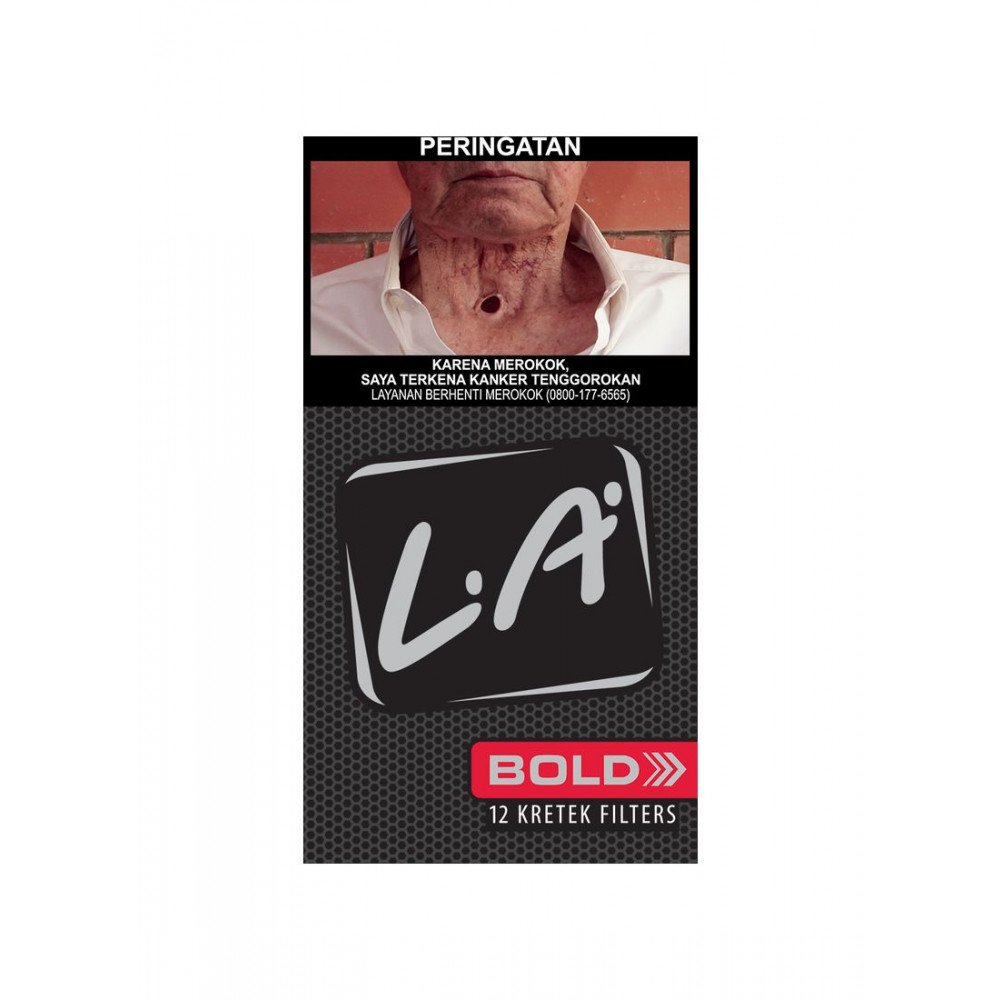 PERINGATAN
KARENA MEROKOK,
SAYA TERKENA KANKER TENGGOROKAN
LAYANAN BERHENTI MEROKOK (0800-177-6565)
L.A.
BOLD
12 KRETEK FILTERS